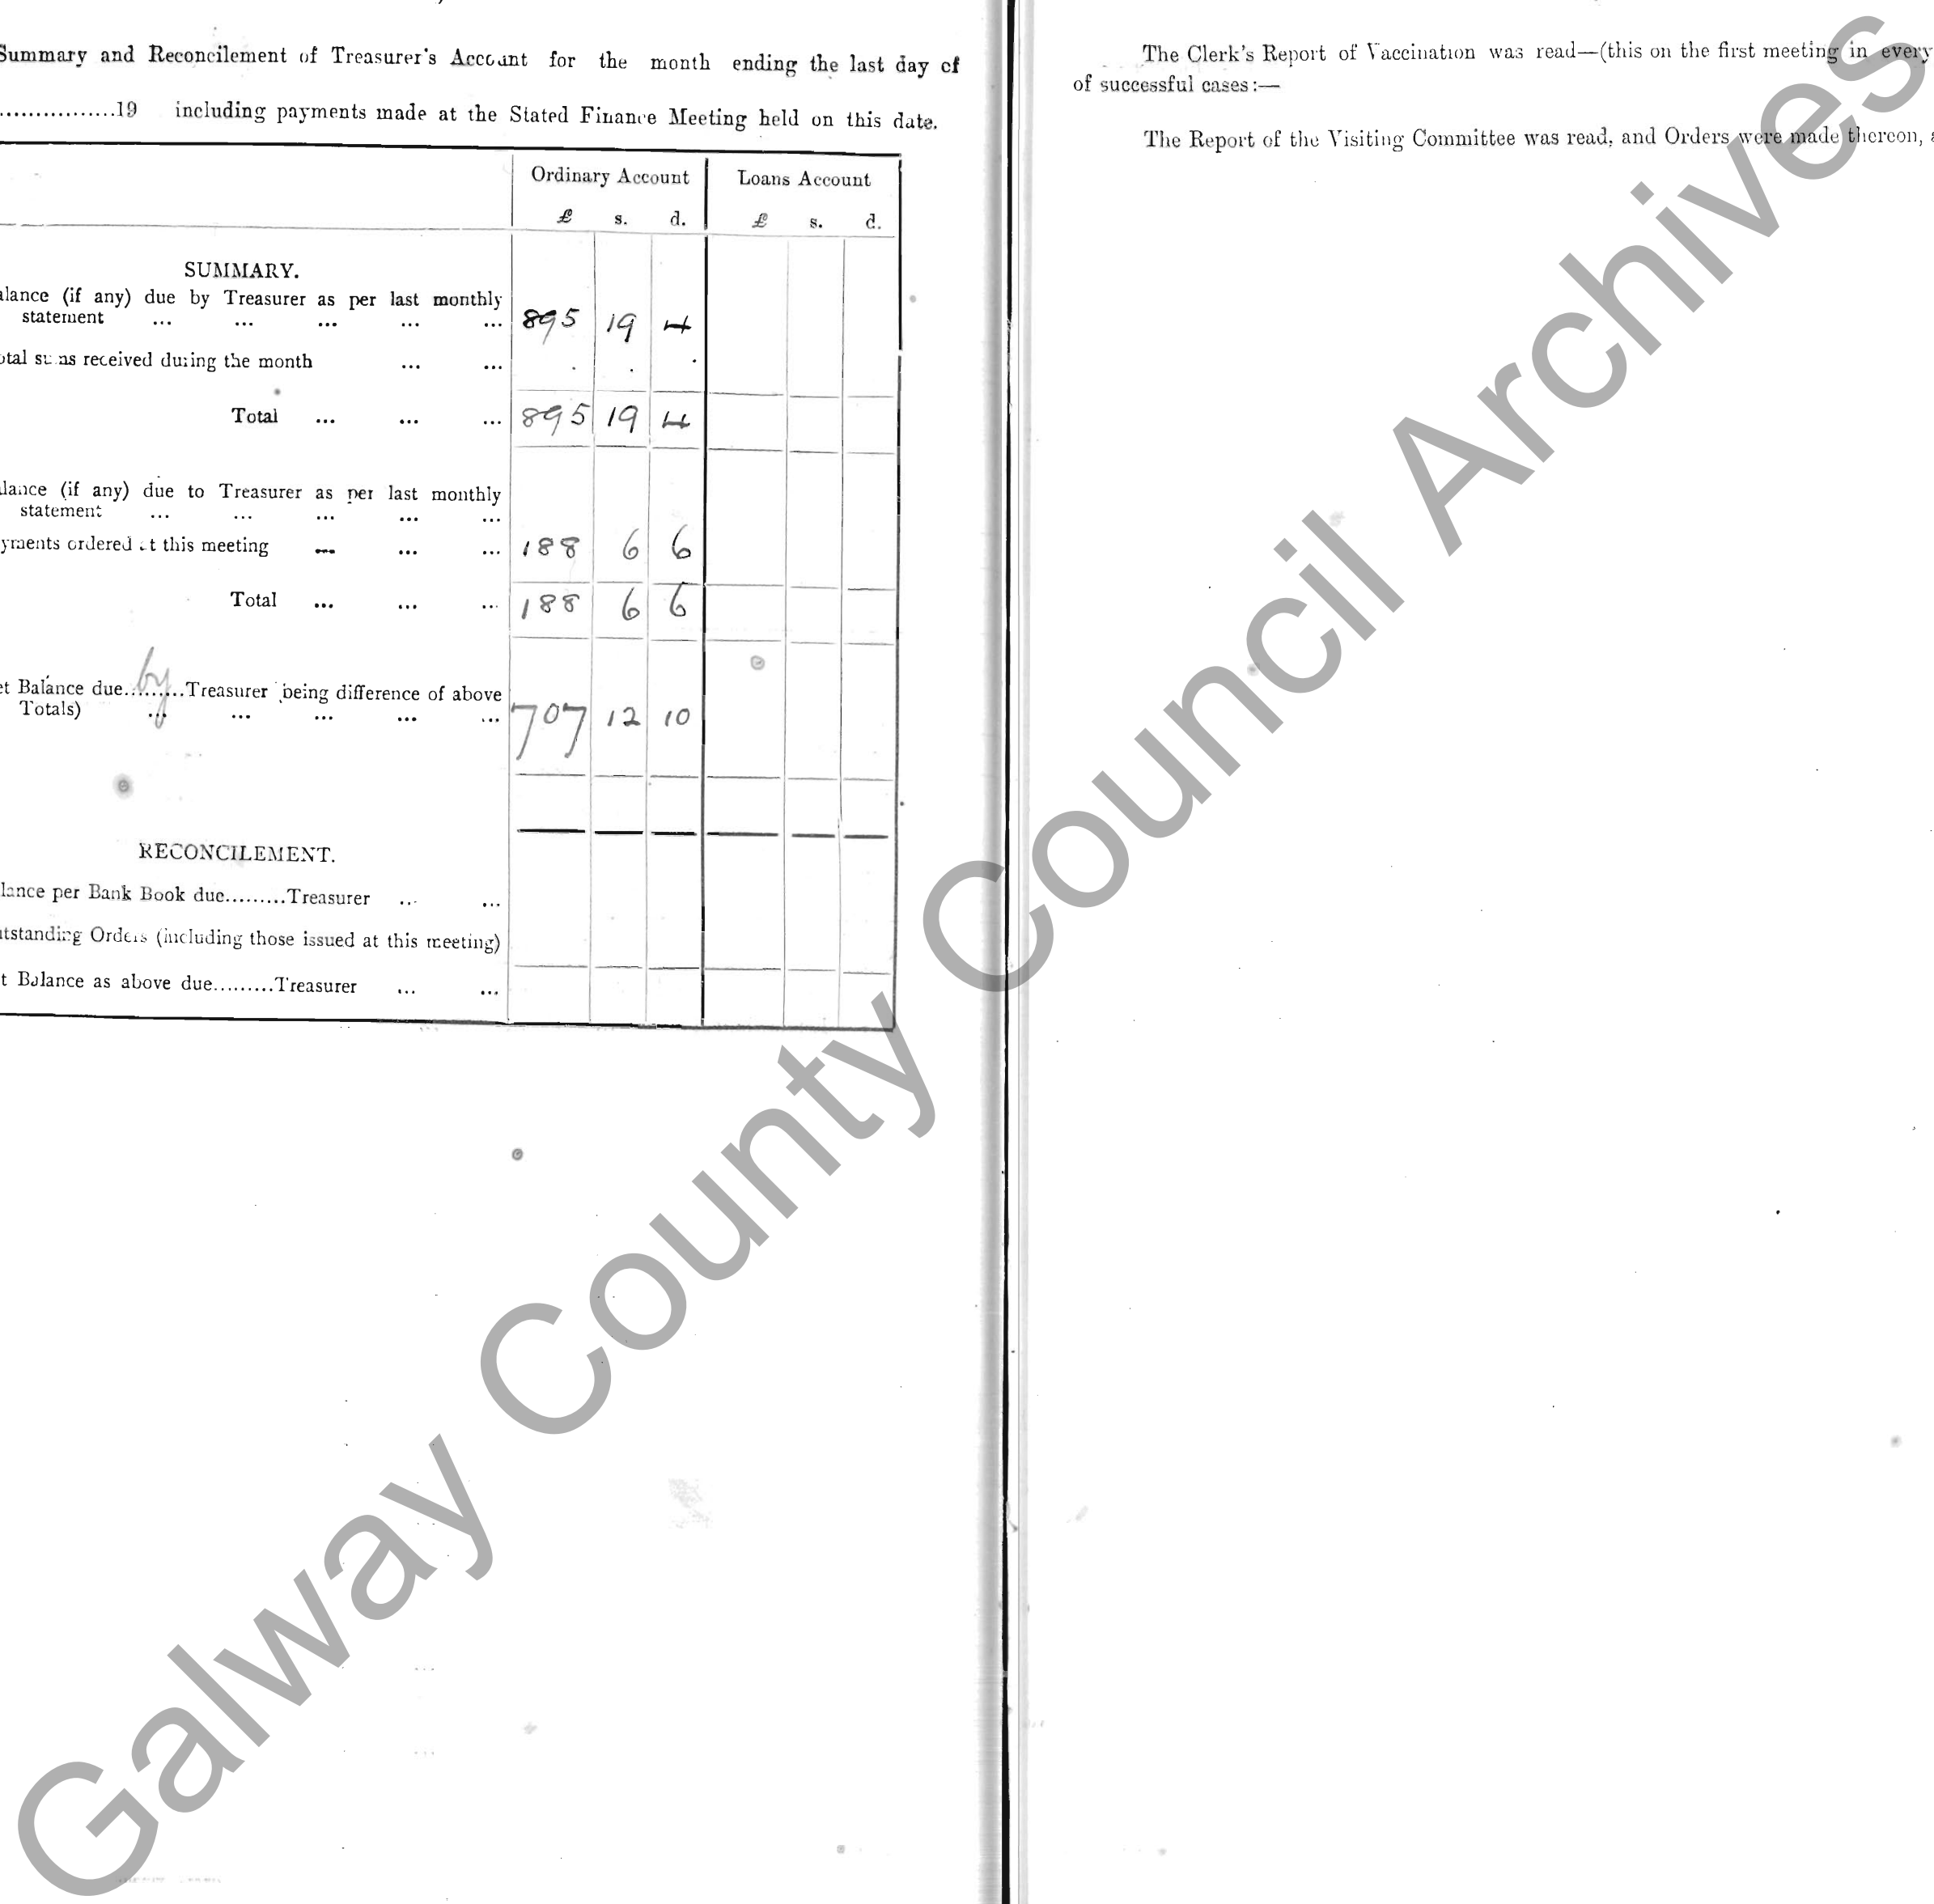 Summary and Reconcilement of Treasurer's Account for the month ending the last day of
................19 including payments made at the Stated Finance Meeting held on this date.
Ordinary Account Loans Account
£ s. d. £ s. d.
SUMMARY.
alance (if any) due by Treasurer as per last monthly
statement ... ... ... ... ... 895 19 4
otal sums received during the month ... ... . . .
Total ... ... ... 895 19 4
alance (if any) due to Treasurer as per last monthly
statement ... ... ... ... ...
yments ordered at this meeting ... ... ... 188 6 6
Total ... ... ... 188 6 6
et Balance due...by...Treasurer being difference of above
Totals) ... ... ... ... ... 707 12 10
RECONCILEMENT.
lance per Bank Book due.........Treasurer ... ...
utstanding Orders (including those issued at this meeting)
t Balance as above due.........Treasurer ... ...
The Clerk's Report of Vaccination was read—(this on the first meeting in every
of successful cases:—
The Report of the Visiting Committee was read, and Orders were made thereon, a
Galway County Council Archives